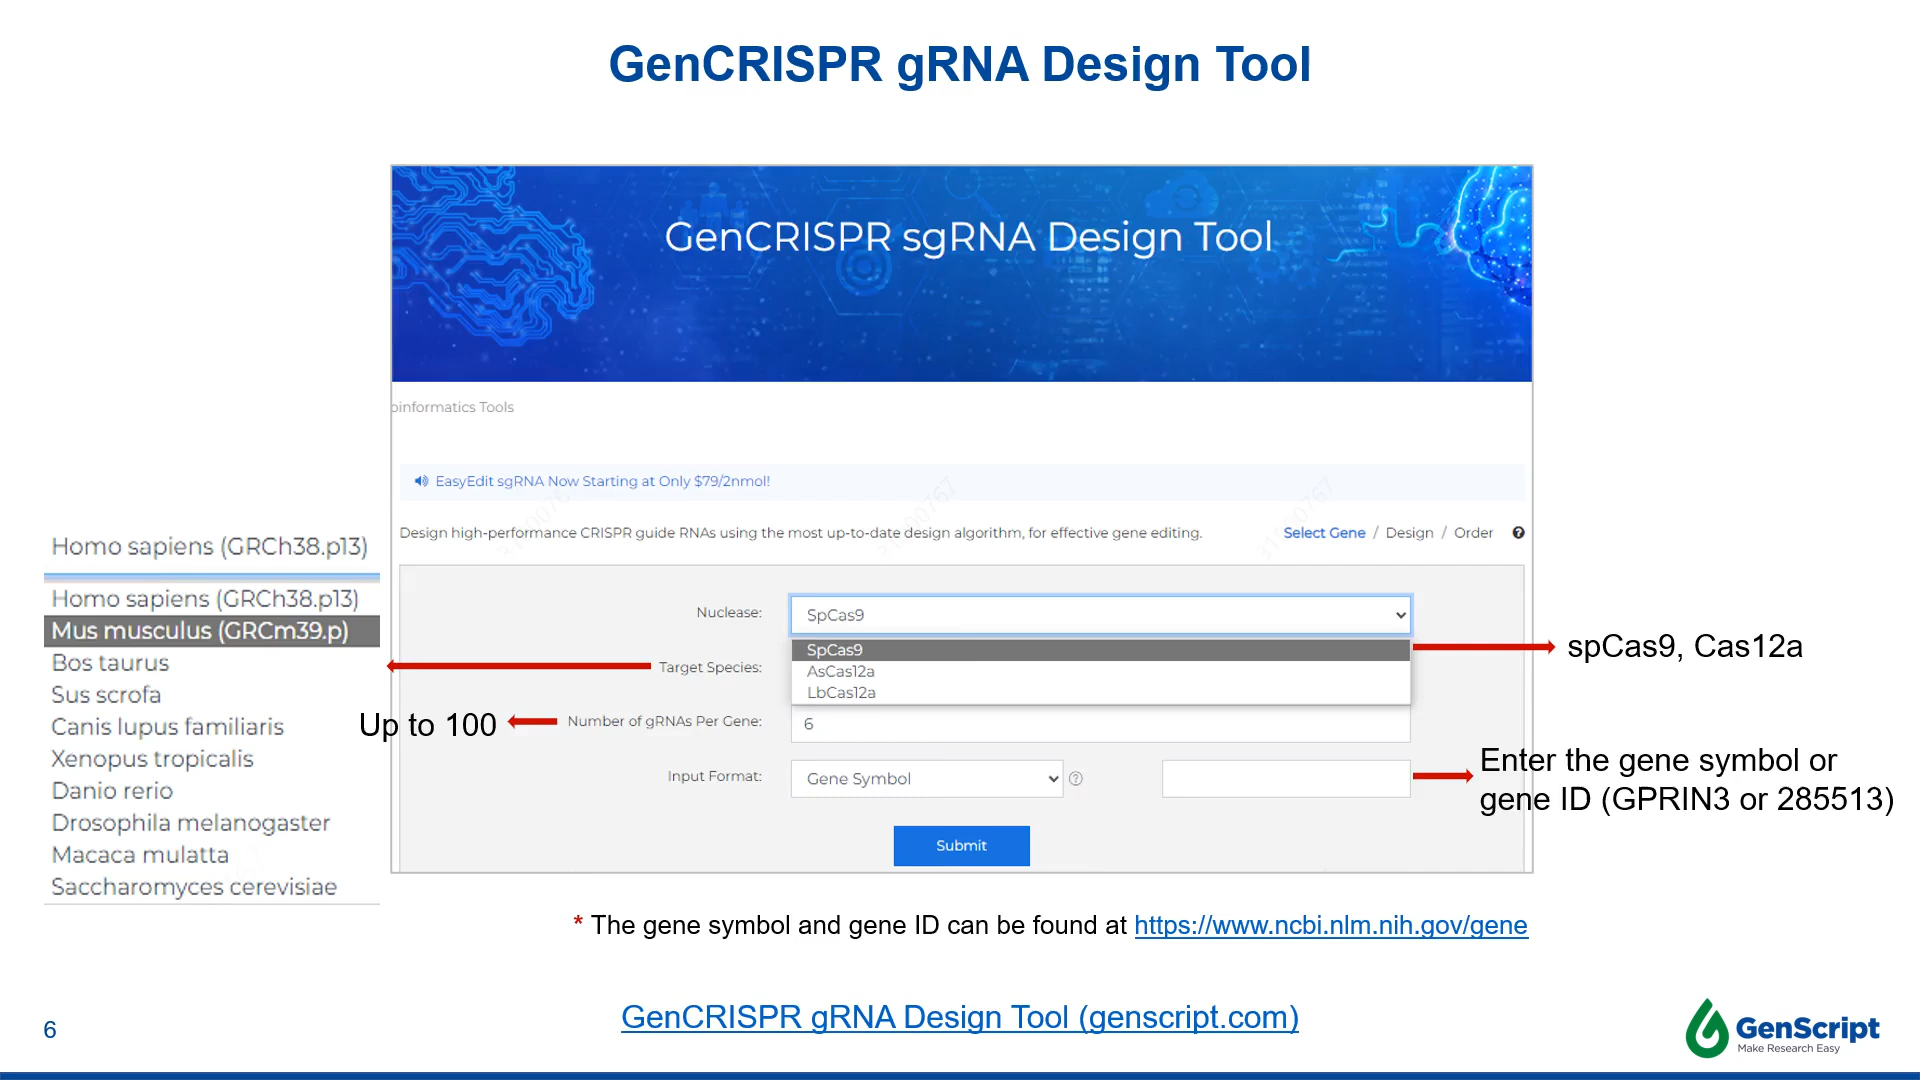 GenCRISPR gRNA Design Tool
GenCRISPR sgRNA Design Tool
oinformatics Tools
EasyEdit sgRNA Now Starting at Only $79/2nmol!
Design high-performance CRISPR guide RNAs using the most up-to-date design algorithm, for effective gene editing.
Select Gene / Design / Order
Homo sapiens (GRCh38.p13)
Homo sapiens (GRCh38.p13)
Mus musculus (GRCm39.p)
Bos taurus
Sus scrofa
Canis lupus familiaris
Xenopus tropicalis
Danio rerio
Drosophila melanogaster
Macaca mulatta
Saccharomyces cerevisiae
Nuclease:
SpCas9
SpCas9
AsCas12a
LbCas12a
spCas9, Cas12a
Target Species:
Up to 100
Number of gRNAs Per Gene:
6
Input Format:
Gene Symbol
Enter the gene symbol or
gene ID (GPRIN3 or 285513)
Submit
* The gene symbol and gene ID can be found at https://www.ncbi.nlm.nih.gov/gene
GenCRISPR gRNA Design Tool (genscript.com)
6
GenScript
Make Research Easy